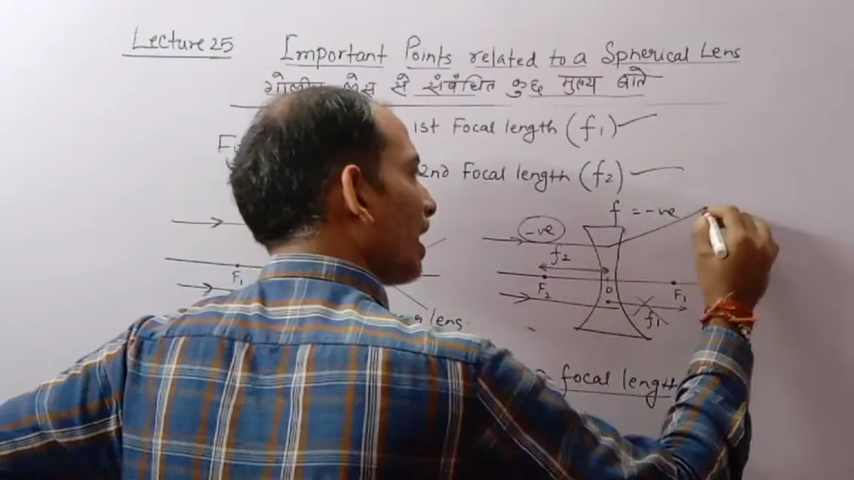 Lecture 25
Important Points related to a Spherical Lens
से संबंधित कुछ मुख्य बाते
1st Focal length (f1)
2nd Focal length (f2)
f = -ve
-ve
f2
F1
F2
O
F1
f1
lens
focal length